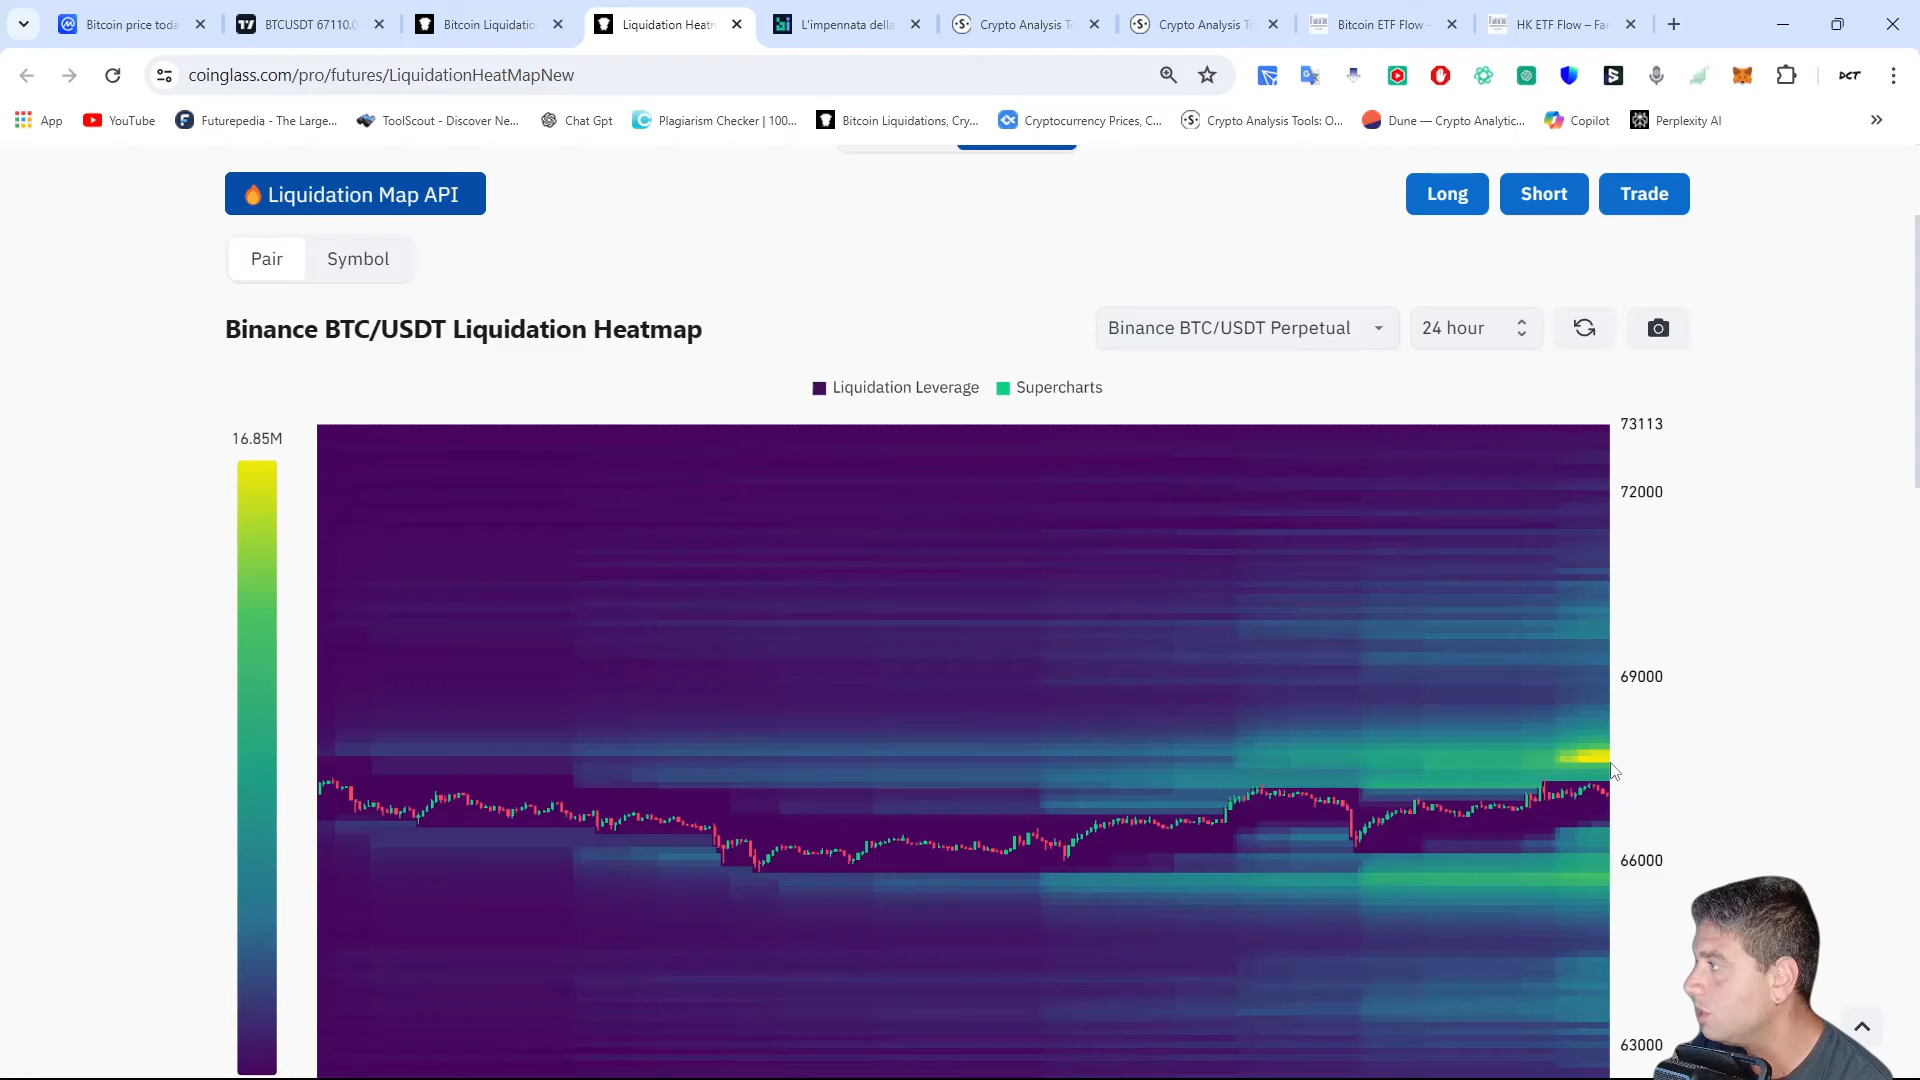 Bitcoin price toda
BTCUSDT 67110.0
Bitcoin Liquidatio
Liquidation Heatm
L'impennata della
Crypto Analysis To
Crypto Analysis To
Bitcoin ETF Flow –
HK ETF Flow – Far
coinglass.com/pro/futures/LiquidationHeatMapNew
DCT
App
YouTube
Futurepedia - The Large...
ToolScout - Discover Ne...
Chat Gpt
Plagiarism Checker | 100...
Bitcoin Liquidations, Cry...
Cryptocurrency Prices, C...
Crypto Analysis Tools: O...
Dune — Crypto Analytic...
Copilot
Perplexity AI
Liquidation Map API
Long
Short
Trade
Pair
Symbol
Binance BTC/USDT Liquidation Heatmap
Binance BTC/USDT Perpetual
24 hour
Liquidation Leverage
Supercharts
16.85M
73113
72000
69000
66000
63000